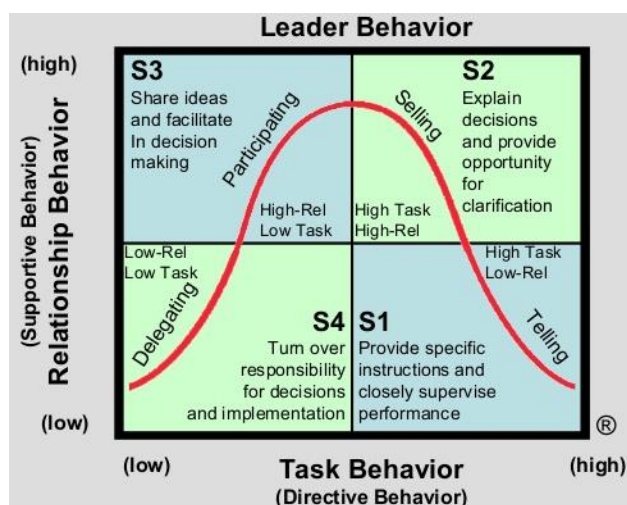 Leader Behavior
(high)
S3
Share ideas
and facilitate
In decision
making
Participating
High-Rel
Low Task
Selling
S2
Explain
decisions
and provide
opportunity
for
clarification
High Task
High-Rel
(Supportive Behavior)
Relationship Behavior
Low-Rel
Low Task
Delegating
S4
Turn over
responsibility
for decisions
and implementation
High Task
Low-Rel
Telling
S1
Provide specific
instructions and
closely supervise
performance
(low)
®
(low)
Task Behavior
(high)
(Directive Behavior)